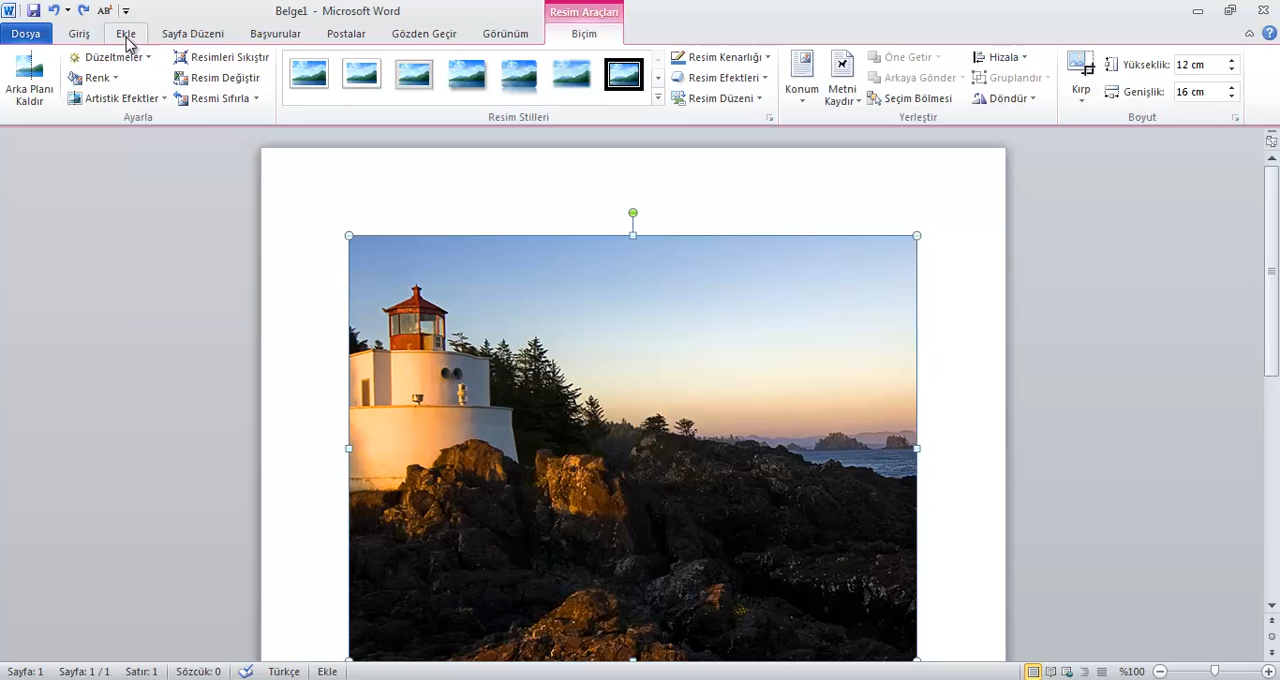 Belge1 - Microsoft Word
Resim Araçları
Dosya Giriş Ekle Sayfa Düzeni Başvurular Postalar Gözden Geçir Görünüm Biçim
Arka Planı Kaldır
Düzeltmeler
Renk
Artistik Efektler
Resimleri Sıkıştır
Resim Değiştir
Resmi Sıfırla
Ayarla
Resim Stilleri
Resim Kenarlığı
Resim Efektleri
Resim Düzeni
Konum
Metni Kaydır
Öne Getir
Arkaya Gönder
Seçim Bölmesi
Hizala
Gruplandır
Döndür
Yerleştir
Kırp
Yükseklik: 12 cm
Genişlik: 16 cm
Boyut
Sayfa: 1 Sayfa: 1 / 1 Satır: 1 Sözcük: 0 Türkçe Ekle %100